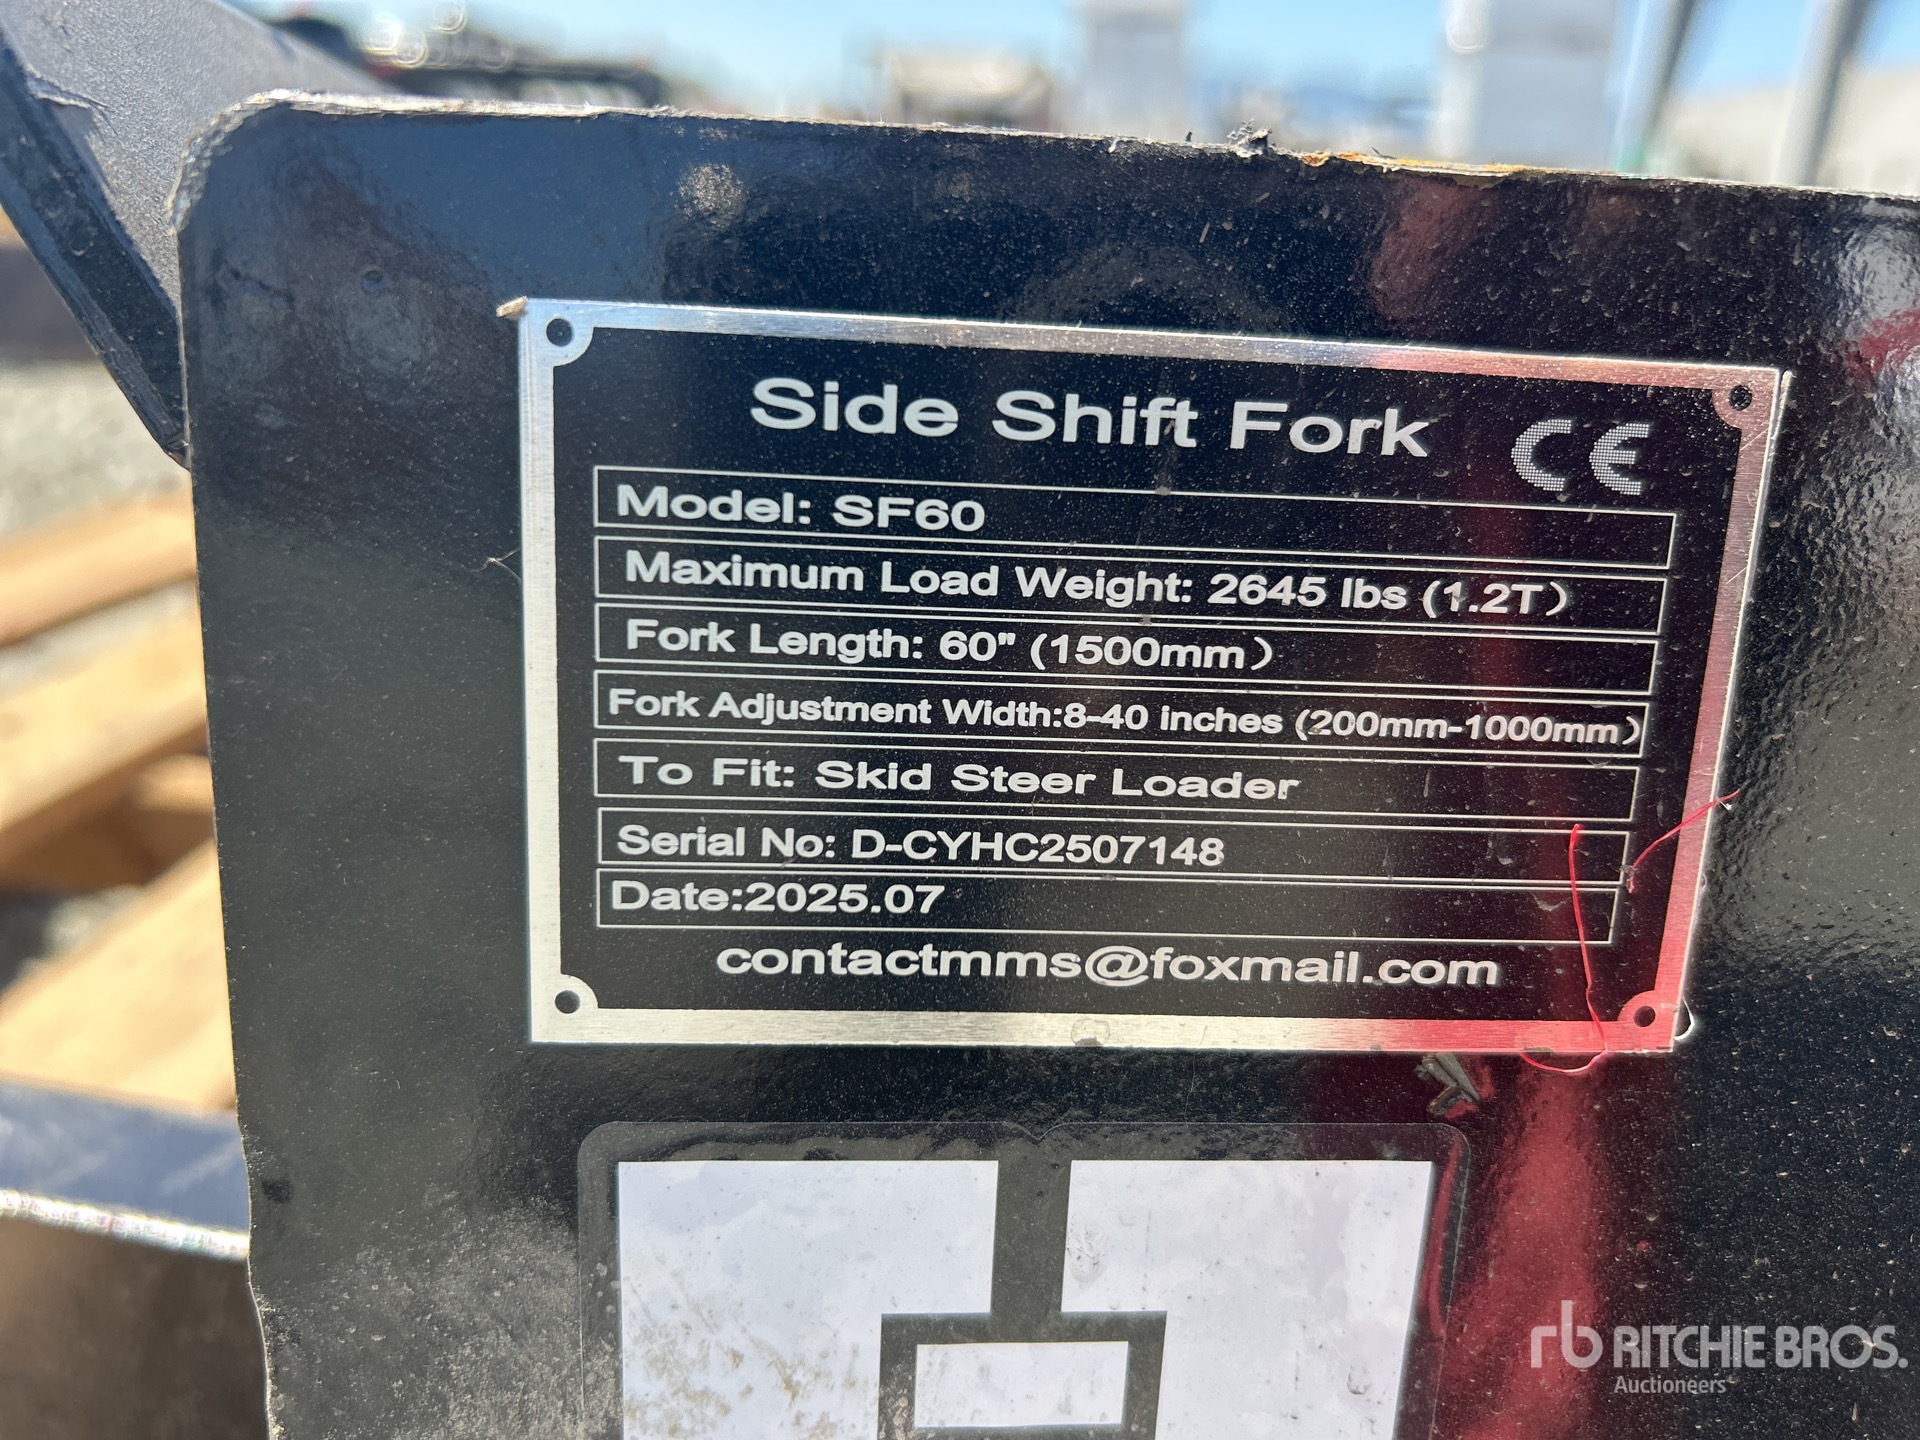 Side Shift Fork CE
Model: SF60
Maximum Load Weight: 2645 lbs (1.2T)
Fork Length: 60" (1500mm)
Fork Adjustment Width:8-40 inches (200mm-1000mm)
To Fit: Skid Steer Loader
Serial No: D-CYHC2507148
Date:2025.07
contactmms@foxmail.com
rb RITCHIE BROS.
Auctioneers